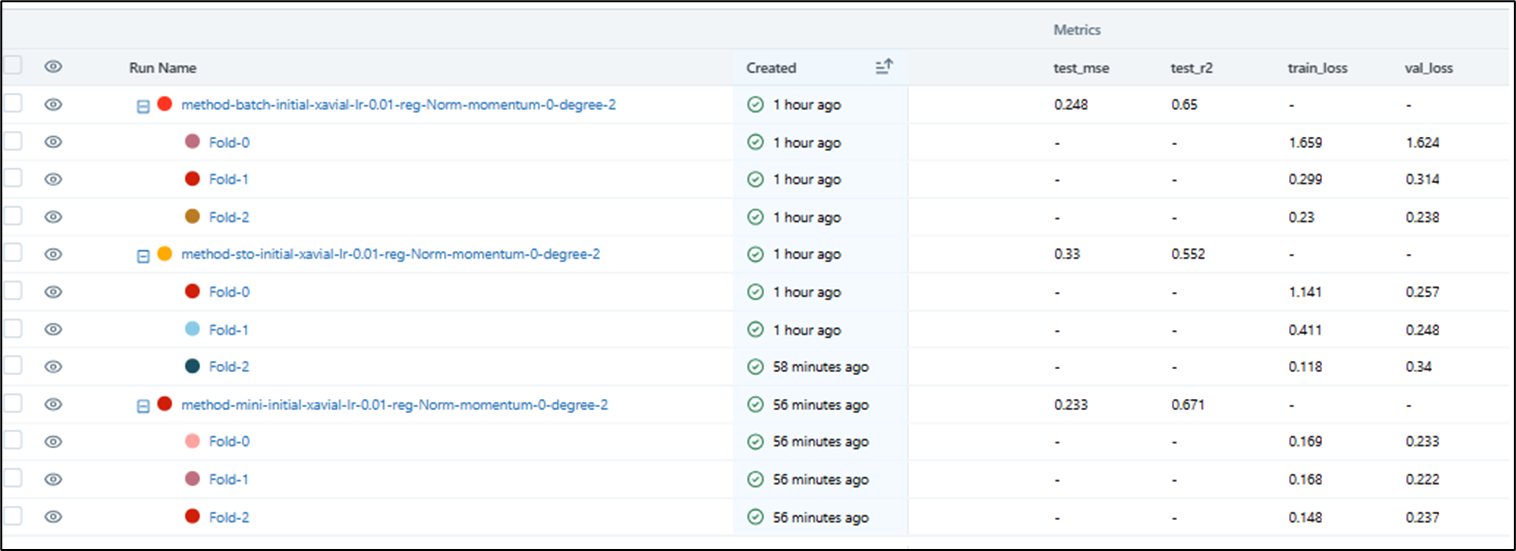 Metrics
Run Name Created test_mse test_r2 train_loss val_loss
method-batch-initial-xavial-lr-0.01-reg-Norm-momentum-0-degree-2 1 hour ago 0.248 0.65 - -
Fold-0 1 hour ago - - 1.659 1.624
Fold-1 1 hour ago - - 0.299 0.314
Fold-2 1 hour ago - - 0.23 0.238
method-sto-initial-xavial-lr-0.01-reg-Norm-momentum-0-degree-2 1 hour ago 0.33 0.552 - -
Fold-0 1 hour ago - - 1.141 0.257
Fold-1 1 hour ago - - 0.411 0.248
Fold-2 58 minutes ago - - 0.118 0.34
method-mini-initial-xavial-lr-0.01-reg-Norm-momentum-0-degree-2 56 minutes ago 0.233 0.671 - -
Fold-0 56 minutes ago - - 0.169 0.233
Fold-1 56 minutes ago - - 0.168 0.222
Fold-2 56 minutes ago - - 0.148 0.237